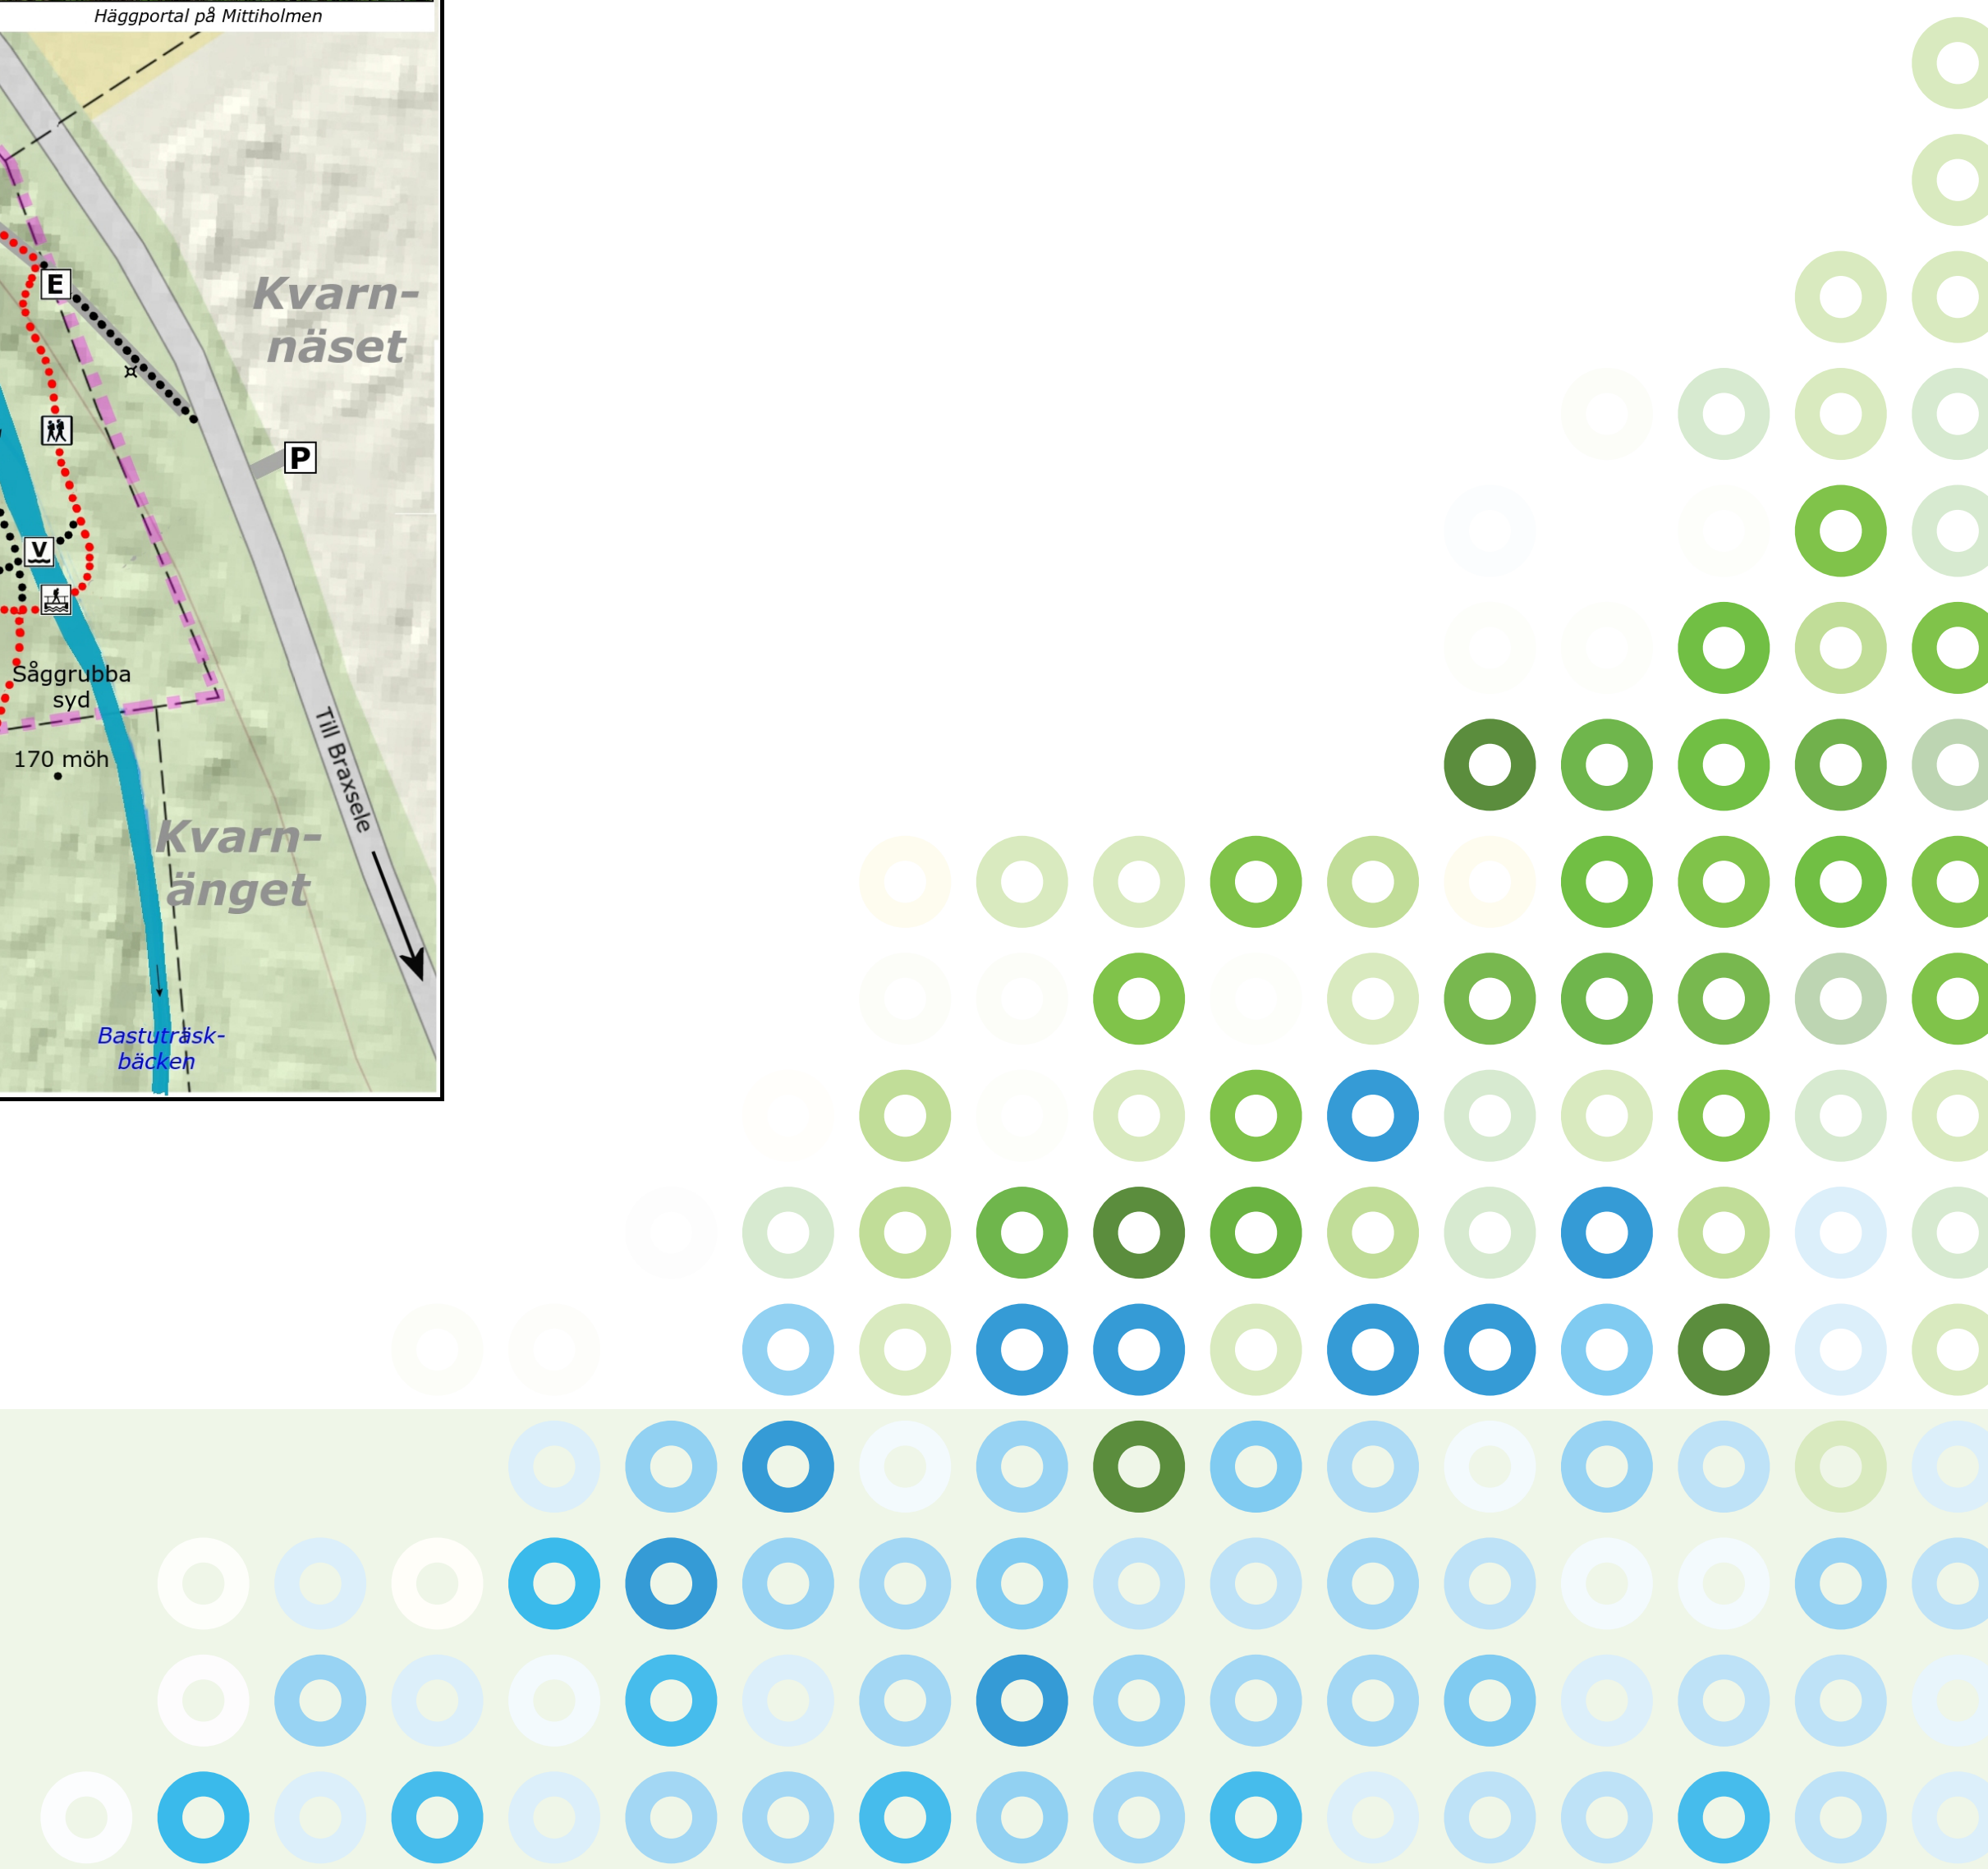 Häggportal på Mittiholmen
E
Kvarn-
näset
P
V
Såggrubba
syd
170 möh
Till Braxsele
Kvarn-
änget
Bastuträsk-
bäcken